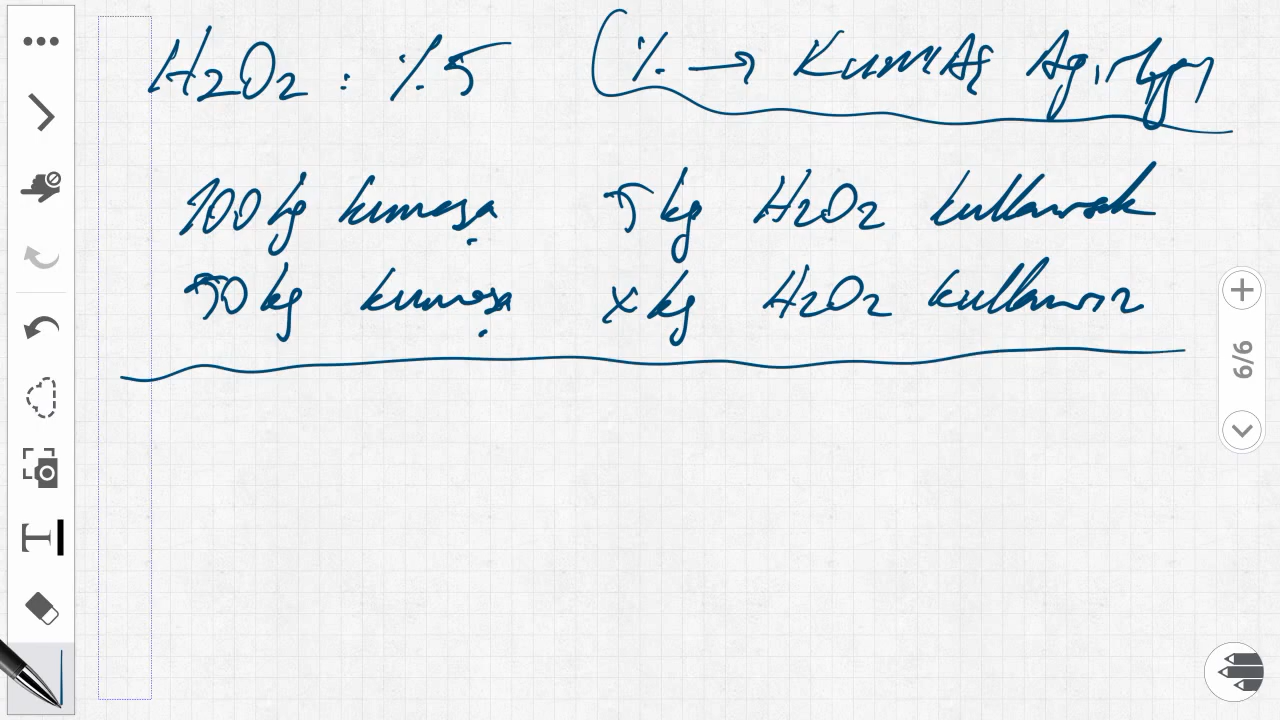 H2O2 : %5 (% → Kumaş Ağırlığı
100 kg kumaşa 5 kg H2O2 kullanırsak
50 kg kumaşa x kg H2O2 kullanırız
6/6
T